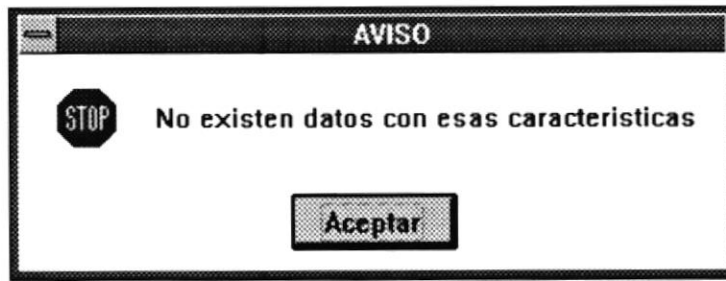 AVISO
STOP No existen datos con esas caracteristicas
Aceptar